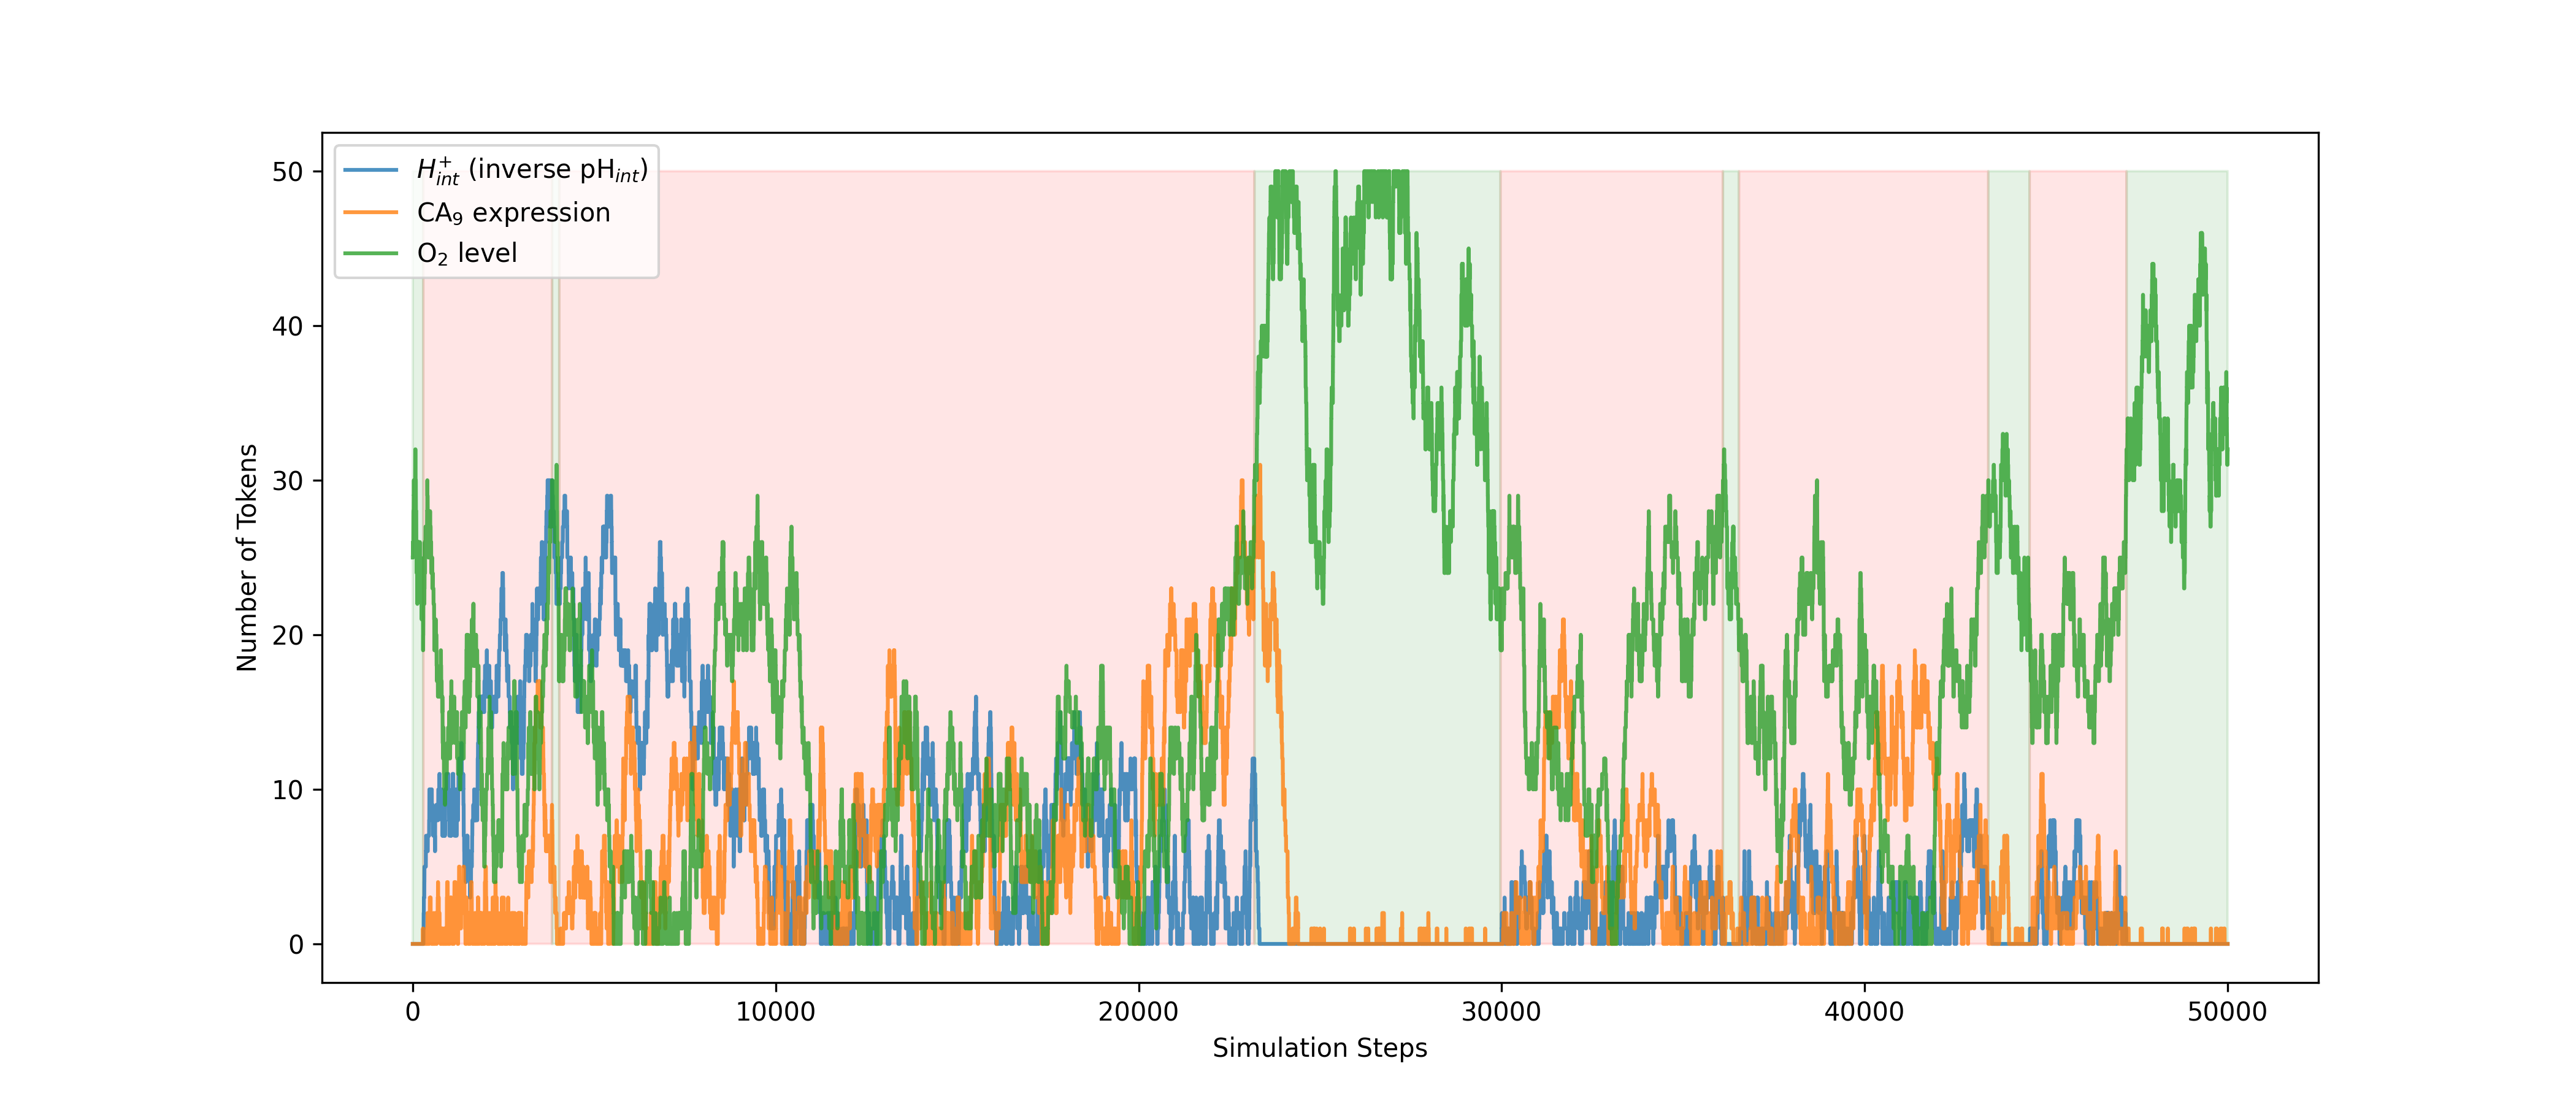 H⁺ᵢₙₜ (inverse pHᵢₙₜ)
CA₉ expression
O₂ level
50
40
30
20
10
0
Number of Tokens
0 10000 20000 30000 40000 50000
Simulation Steps